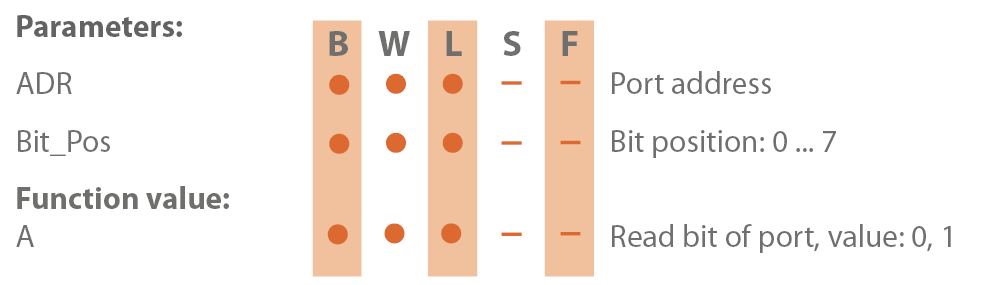 Parameters:
B W L S F
ADR ● ● ● – – Port address
Bit_Pos ● ● ● – – Bit position: 0 ... 7
Function value:
A ● ● ● – – Read bit of port, value: 0, 1